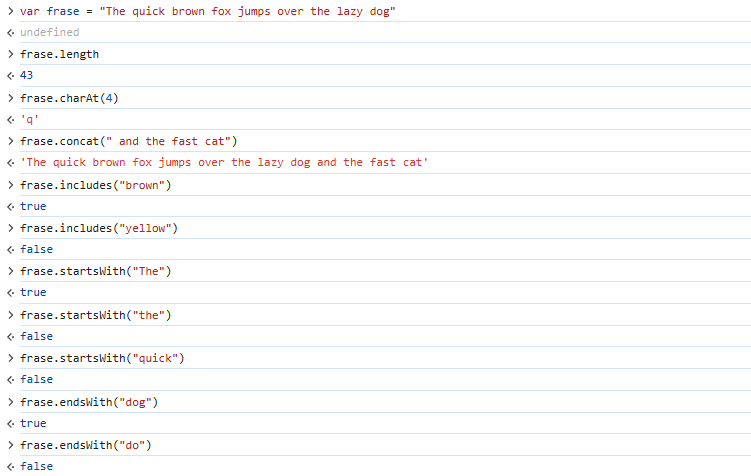 > var frase = "The quick brown fox jumps over the lazy dog"
undefined
> frase.length
43
> frase.charAt(4)
'q'
> frase.concat(" and the fast cat")
'The quick brown fox jumps over the lazy dog and the fast cat'
> frase.includes("brown")
true
> frase.includes("yellow")
false
> frase.startsWith("The")
true
> frase.startsWith("the")
false
> frase.startsWith("quick")
false
> frase.endsWith("dog")
true
> frase.endsWith("do")
false